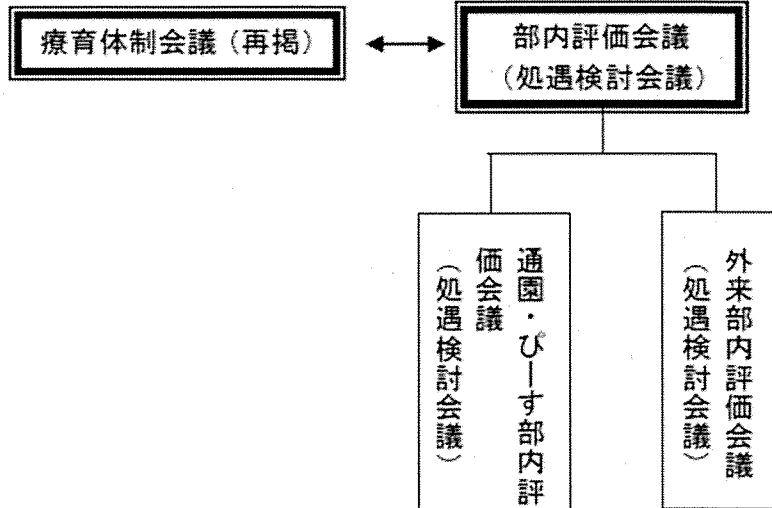 療育体制会議（再掲）
部内評価会議
（処遇検討会議）
通園・ぴーす部内評
価会議
（処遇検討会議）
外来部内評価会議
（処遇検討会議）